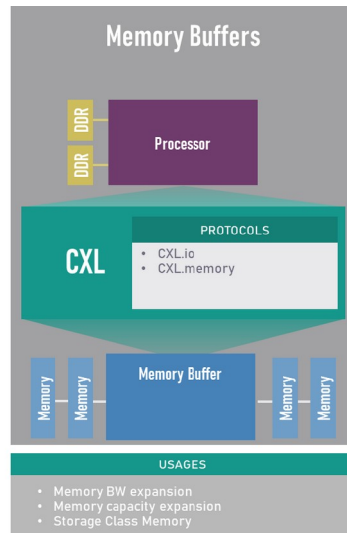 Memory Buffers
DDR
DDR
Processor
CXL
PROTOCOLS
• CXL.io
• CXL.memory
Memory
Memory
Memory Buffer
Memory
Memory
USAGES
• Memory BW expansion
• Memory capacity expansion
• Storage Class Memory